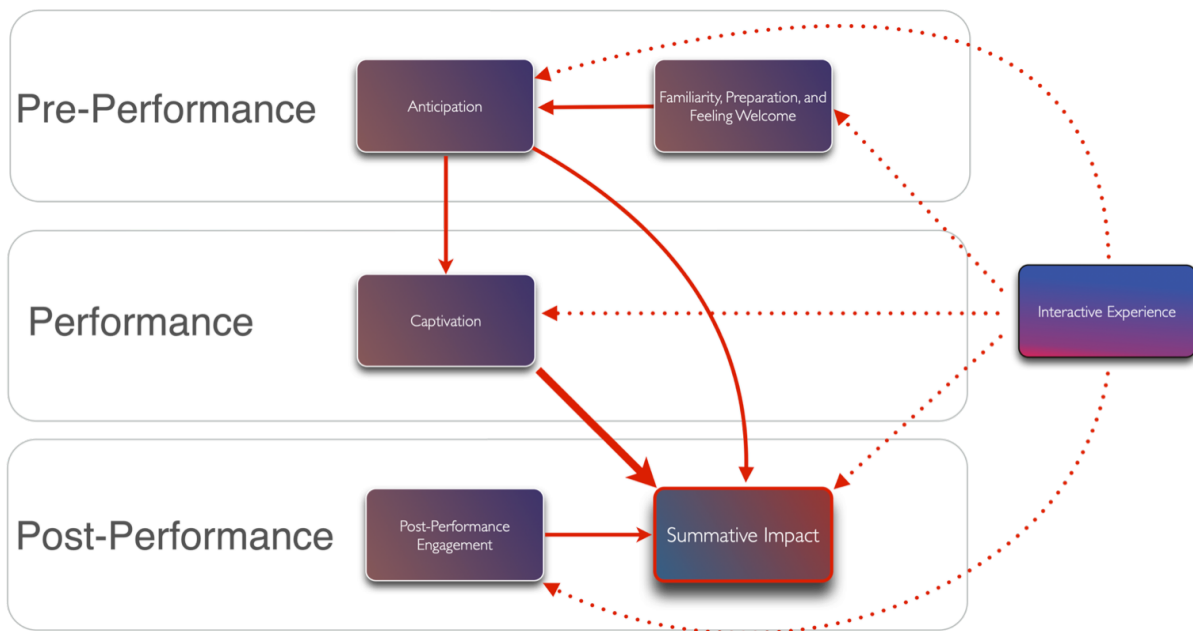 Pre-Performance
Anticipation
Familiarity, Preparation, and
Feeling Welcome
Performance
Captivation
Interactive Experience
Post-Performance
Post-Performance
Engagement
Summative Impact